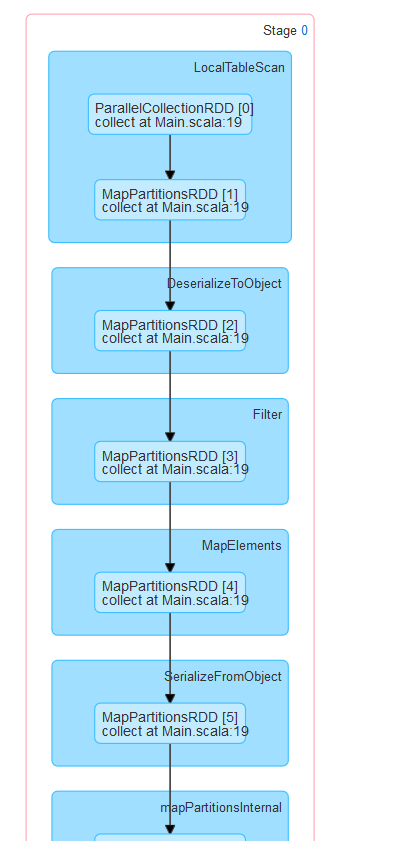 Stage 0
LocalTableScan
ParallelCollectionRDD [0]
collect at Main.scala:19
MapPartitionsRDD [1]
collect at Main.scala:19
DeserializeToObject
MapPartitionsRDD [2]
collect at Main.scala:19
Filter
MapPartitionsRDD [3]
collect at Main.scala:19
MapElements
MapPartitionsRDD [4]
collect at Main.scala:19
SerializeFromObject
MapPartitionsRDD [5]
collect at Main.scala:19
mapPartitionsInternal